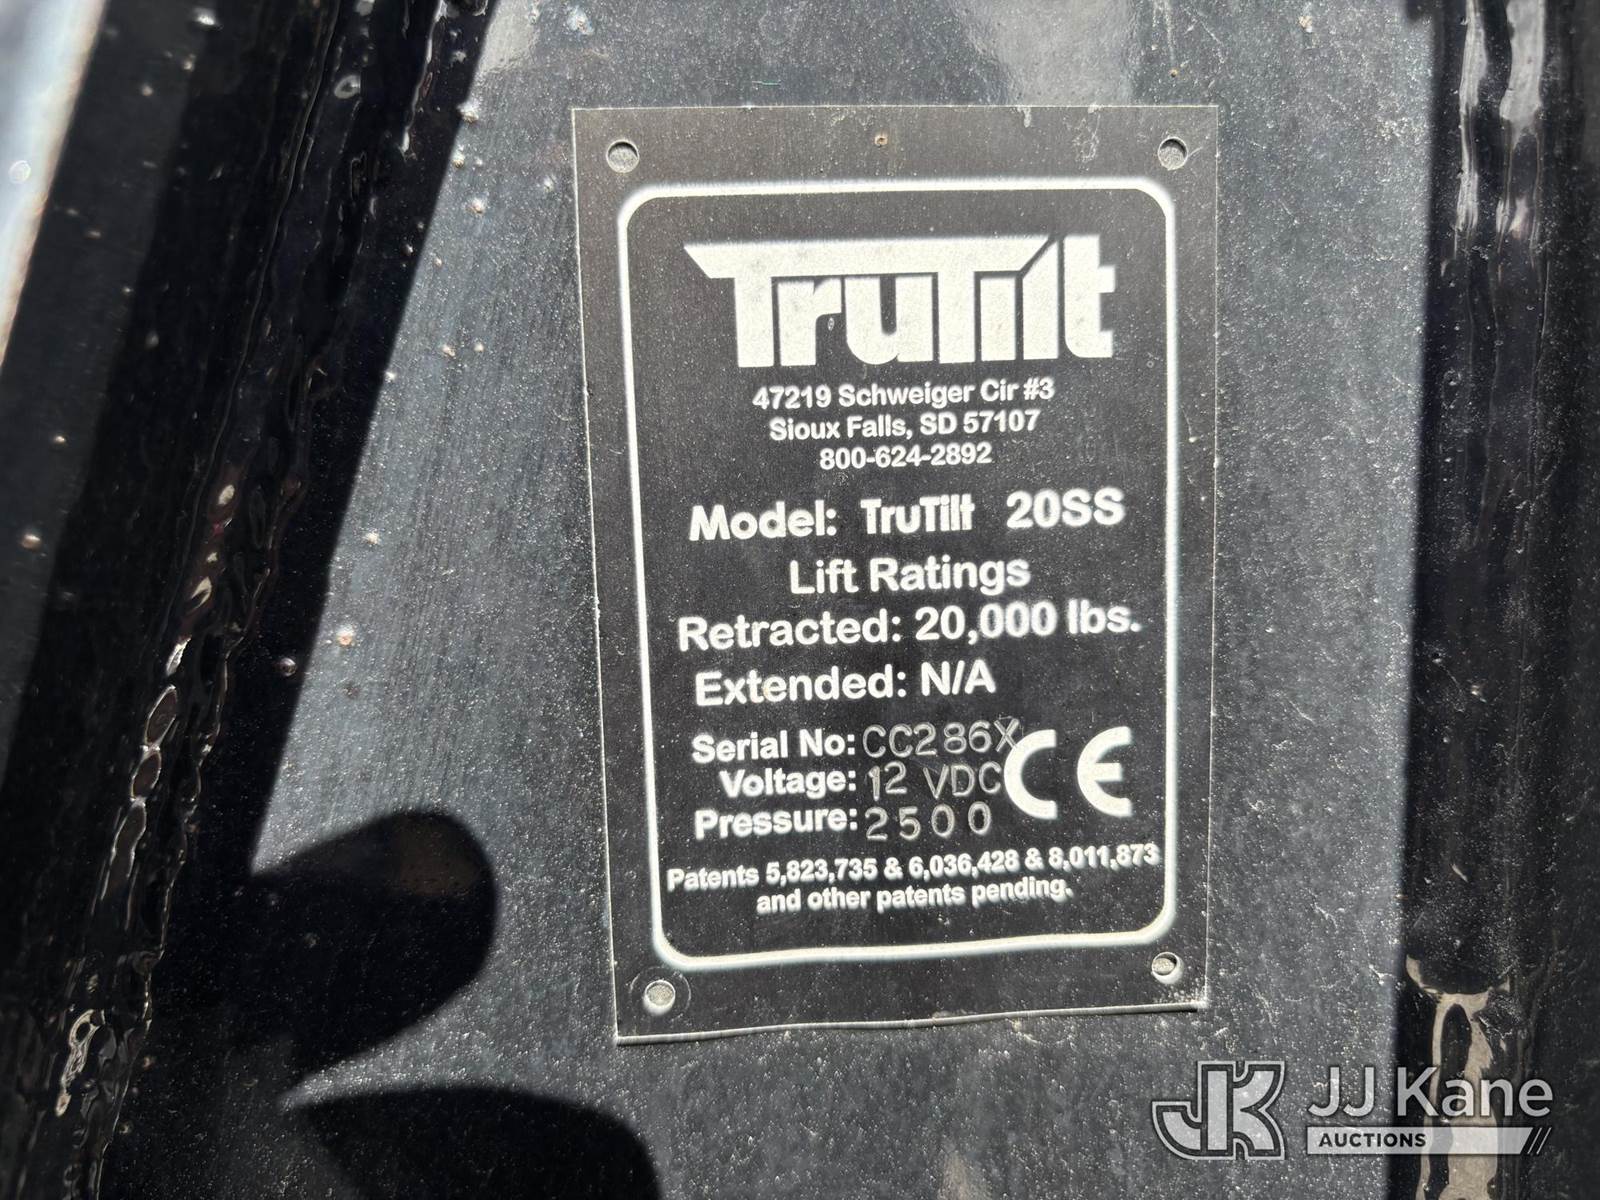 TruTilt
47219 Schweiger Cir #3
Sioux Falls, SD 57107
800-624-2892
Model: TruTilt 20SS
Lift Ratings
Retracted: 20,000 lbs.
Extended: N/A
Serial No: CC286X
Voltage: 12 VDC
Pressure: 2500
CE
Patents 5,823,735 & 6,036,428 & 8,011,873
and other patents pending.
JK JJ Kane
AUCTIONS